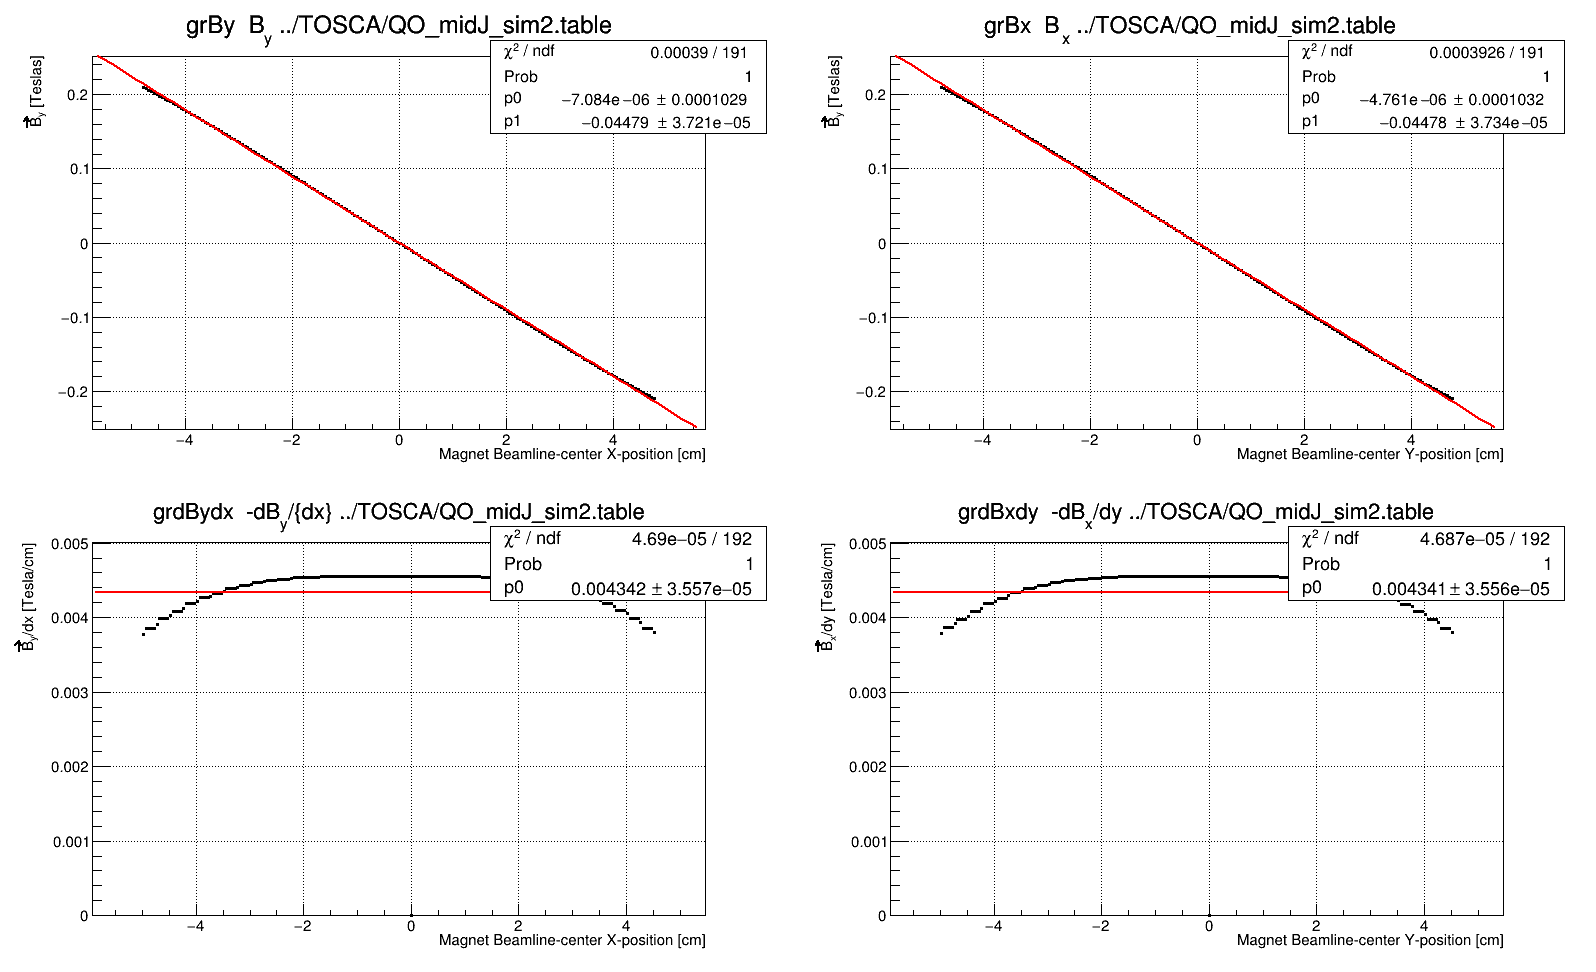 grBy B_y ../TOSCA/QO_midJ_sim2.table
χ² / ndf 0.00039 / 191
Prob 1
p0 −7.084e−06 ± 0.0001029
p1 −0.04479 ± 3.721e−05
B_y [Teslas]
0.2
0.1
0
−0.1
−0.2
−4 −2 0 2 4
Magnet Beamline-center X-position [cm]
grBx B_x ../TOSCA/QO_midJ_sim2.table
χ² / ndf 0.0003926 / 191
Prob 1
p0 −4.761e−06 ± 0.0001032
p1 −0.04478 ± 3.734e−05
B_y [Teslas]
0.2
0.1
0
−0.1
−0.2
−4 −2 0 2 4
Magnet Beamline-center Y-position [cm]
grdBydx -dB_y/{dx} ../TOSCA/QO_midJ_sim2.table
χ² / ndf 4.69e−05 / 192
Prob 1
p0 0.004342 ± 3.557e−05
B_y/dx [Tesla/cm]
0.005
0.004
0.003
0.002
0.001
0
−4 −2 0 2 4
Magnet Beamline-center X-position [cm]
grdBxdy -dB_x/dy ../TOSCA/QO_midJ_sim2.table
χ² / ndf 4.687e−05 / 192
Prob 1
p0 0.004341 ± 3.556e−05
B_x/dy [Tesla/cm]
0.005
0.004
0.003
0.002
0.001
0
−4 −2 0 2 4
Magnet Beamline-center Y-position [cm]